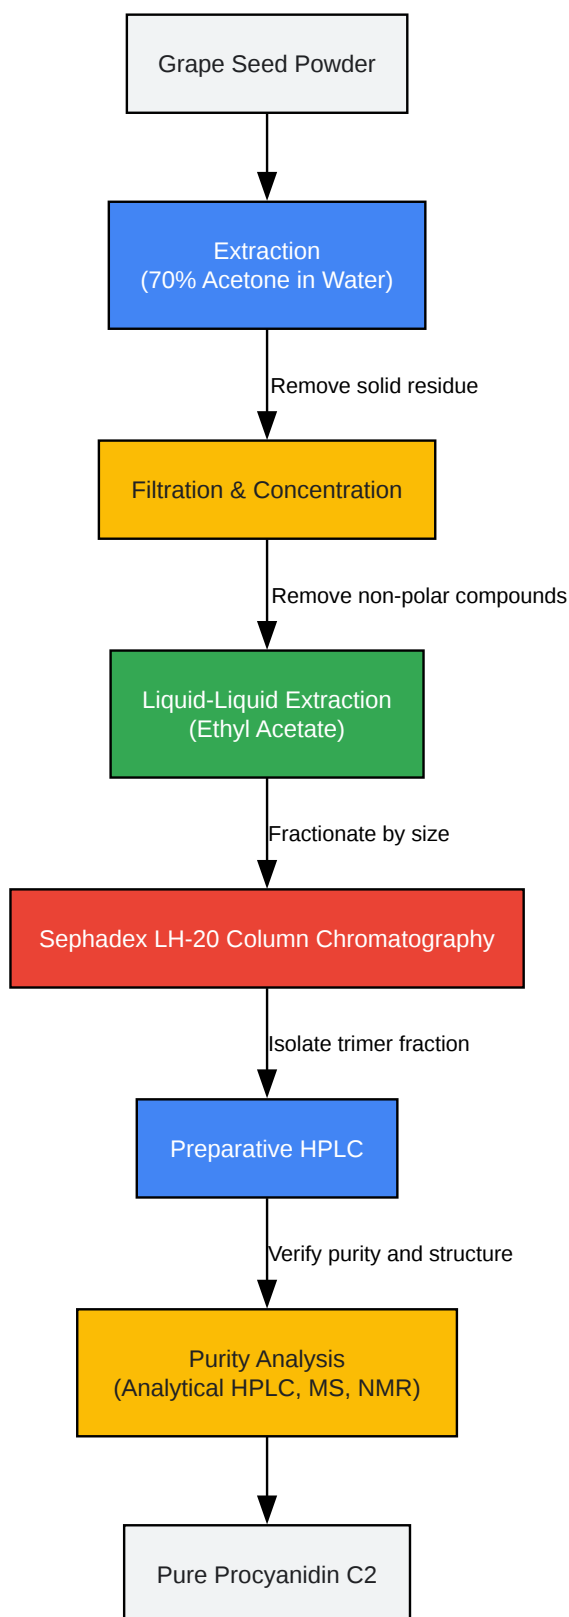 Grape Seed Powder
Extraction
(70% Acetone in Water)
Remove solid residue
Filtration & Concentration
Remove non-polar compounds
Liquid-Liquid Extraction
(Ethyl Acetate)
Fractionate by size
Sephadex LH-20 Column Chromatography
Isolate trimer fraction
Preparative HPLC
Verify purity and structure
Purity Analysis
(Analytical HPLC, MS, NMR)
Pure Procyanidin C2